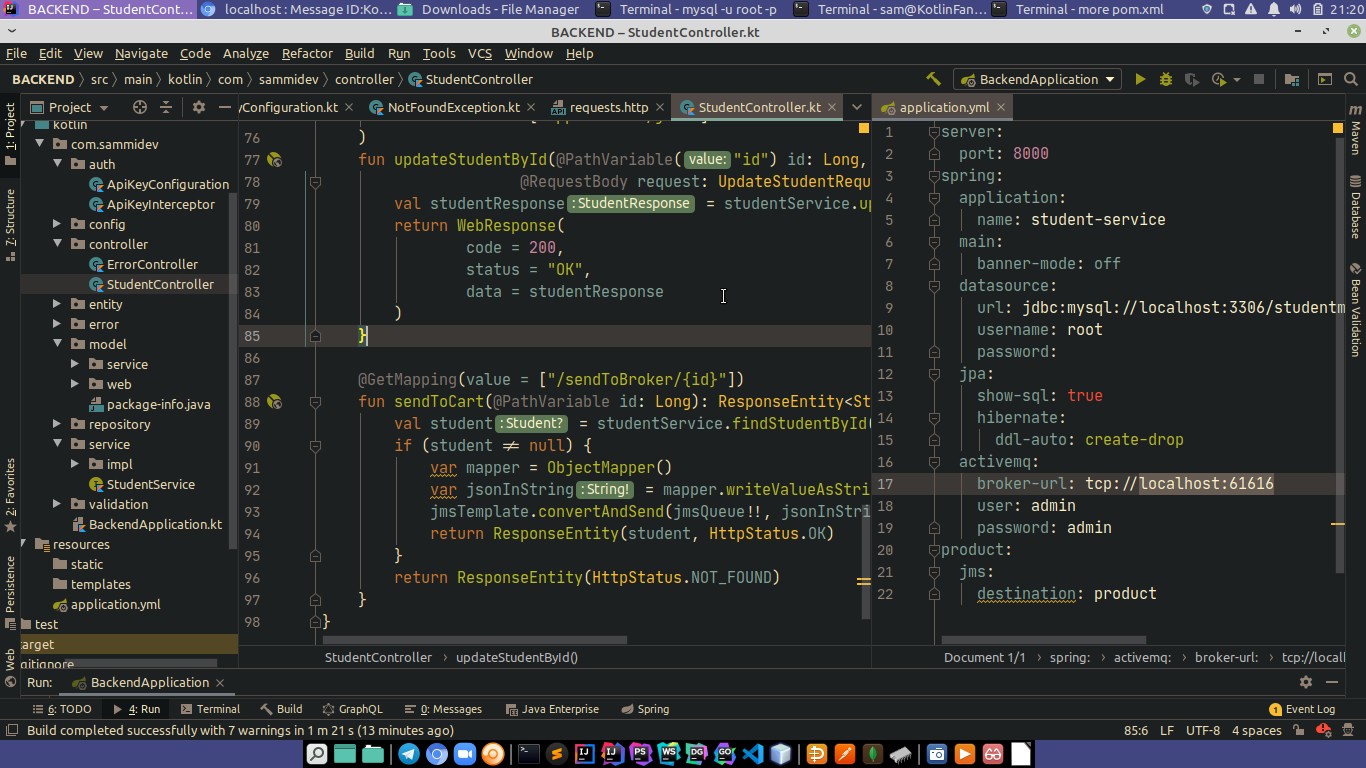 BACKEND – StudentCont...
localhost : Message ID:Ko...
Downloads - File Manager
Terminal - mysql -u root -p
Terminal - sam@KotlinFan...
Terminal - more pom.xml
21:20
BACKEND – StudentController.kt
File Edit View Navigate Code Analyze Refactor Build Run Tools VCS Window Help
BACKEND 〉 src 〉 main 〉 kotlin 〉 com 〉 sammidev 〉 controller 〉 StudentController
BackendApplication
Project
yConfiguration.kt
NotFoundException.kt
requests.http
StudentController.kt
application.yml
1: Project
7: Structure
2: Favorites
Persistence
Web
kotlin
com.sammidev
auth
ApiKeyConfiguration
ApiKeyInterceptor
config
controller
ErrorController
StudentController
entity
error
model
service
web
package-info.java
repository
service
impl
StudentService
validation
BackendApplication.kt
resources
static
templates
application.yml
test
target
gitignore
76 )
77 fun updateStudentById(@PathVariable( value: "id") id: Long,
78 @RequestBody request: UpdateStudentRequ
79 val studentResponse : StudentResponse = studentService.up
80 return WebResponse(
81 code = 200,
82 status = "OK",
83 data = studentResponse
84 )
85 }
86
87 @GetMapping(value = ["/sendToBroker/{id}"])
88 fun sendToCart(@PathVariable id: Long): ResponseEntity<St
89 val student : Student? = studentService.findStudentById(
90 if (student ≠ null) {
91 var mapper = ObjectMapper()
92 var jsonInString : String! = mapper.writeValueAsStri
93 jmsTemplate.convertAndSend(jmsQueue!!, jsonInStri
94 return ResponseEntity(student, HttpStatus.OK)
95 }
96 return ResponseEntity(HttpStatus.NOT_FOUND)
97 }
98 }
StudentController 〉 updateStudentById()
1 server:
2 port: 8000
3 spring:
4 application:
5 name: student-service
6 main:
7 banner-mode: off
8 datasource:
9 url: jdbc:mysql://localhost:3306/studentm
10 username: root
11 password:
12 jpa:
13 show-sql: true
14 hibernate:
15 ddl-auto: create-drop
16 activemq:
17 broker-url: tcp://localhost:61616
18 user: admin
19 password: admin
20 product:
21 jms:
22 destination: product
Document 1/1 〉 spring: 〉 activemq: 〉 broker-url: 〉 tcp://local
Maven
Database
Bean Validation
Run: BackendApplication
6: TODO
4: Run
Terminal
Build
GraphQL
0: Messages
Java Enterprise
Spring
1 Event Log
Build completed successfully with 7 warnings in 1 m 21 s (13 minutes ago)
85:6 LF UTF-8 4 spaces
IJ
IJ
PS
WS
DG
GO